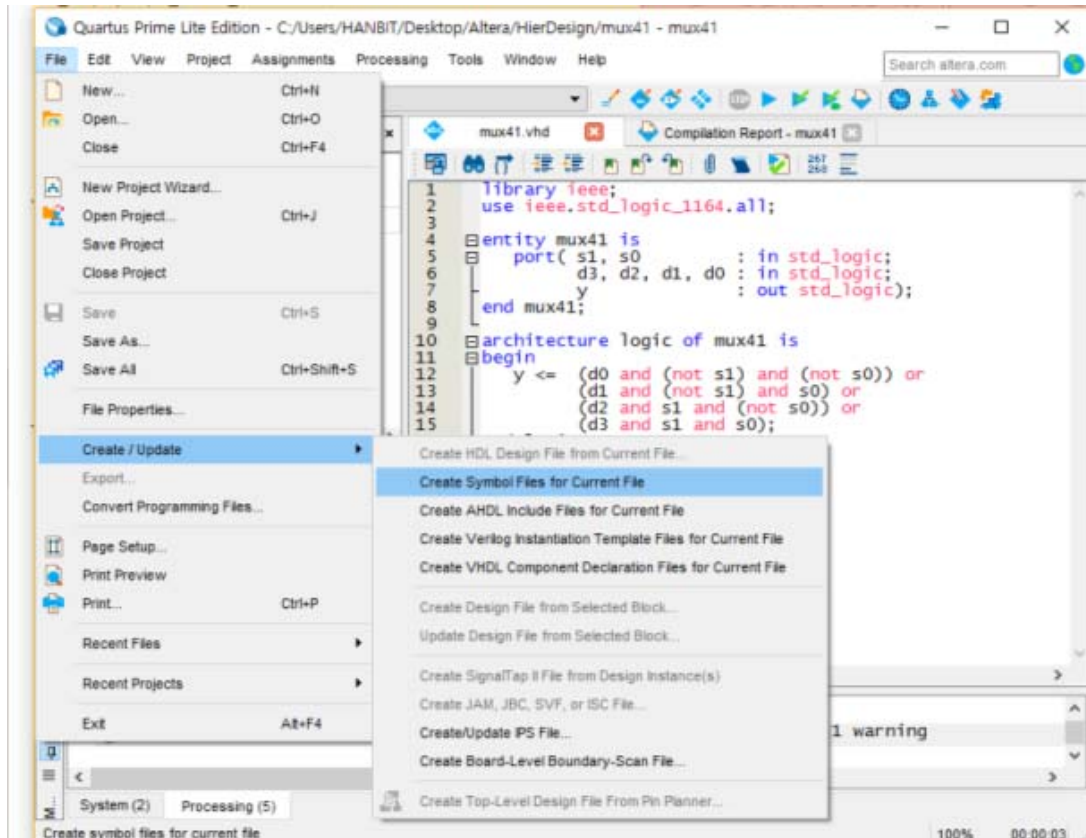 Quartus Prime Lite Edition - C:/Users/HANBIT/Desktop/Altera/HierDesign/mux41 - mux41
File Edit View Project Assignments Processing Tools Window Help
Search altera.com
New... Ctrl+N
Open... Ctrl+O
Close Ctrl+F4
New Project Wizard...
Open Project... Ctrl+J
Save Project
Close Project
Save Ctrl+S
Save As...
Save All Ctrl+Shift+S
File Properties...
Create / Update
Export...
Convert Programming Files...
Page Setup...
Print Preview
Print... Ctrl+P
Recent Files
Recent Projects
Exit Alt+F4
mux41.vhd
Compilation Report - mux41
267
268
1 library ieee;
2 use ieee.std_logic_1164.all;
3
4 entity mux41 is
5 port( s1, s0 : in std_logic;
6 d3, d2, d1, d0 : in std_logic;
7 y : out std_logic);
8 end mux41;
9
10 architecture logic of mux41 is
11 begin
12 y <= (d0 and (not s1) and (not s0)) or
13 (d1 and (not s1) and s0) or
14 (d2 and s1 and (not s0)) or
15 (d3 and s1 and s0);
Create HDL Design File from Current File...
Create Symbol Files for Current File
Create AHDL Include Files for Current File
Create Verilog Instantiation Template Files for Current File
Create VHDL Component Declaration Files for Current File
Create Design File from Selected Block...
Update Design File from Selected Block...
Create SignalTap II File from Design Instance(s)
Create JAM, JBC, SVF, or ISC File...
Create/Update IPS File...
Create Board-Level Boundary-Scan File...
Create Top-Level Design File From Pin Planner...
1 warning
M...
System (2) Processing (5)
Create symbol files for current file
100% 00:00:03